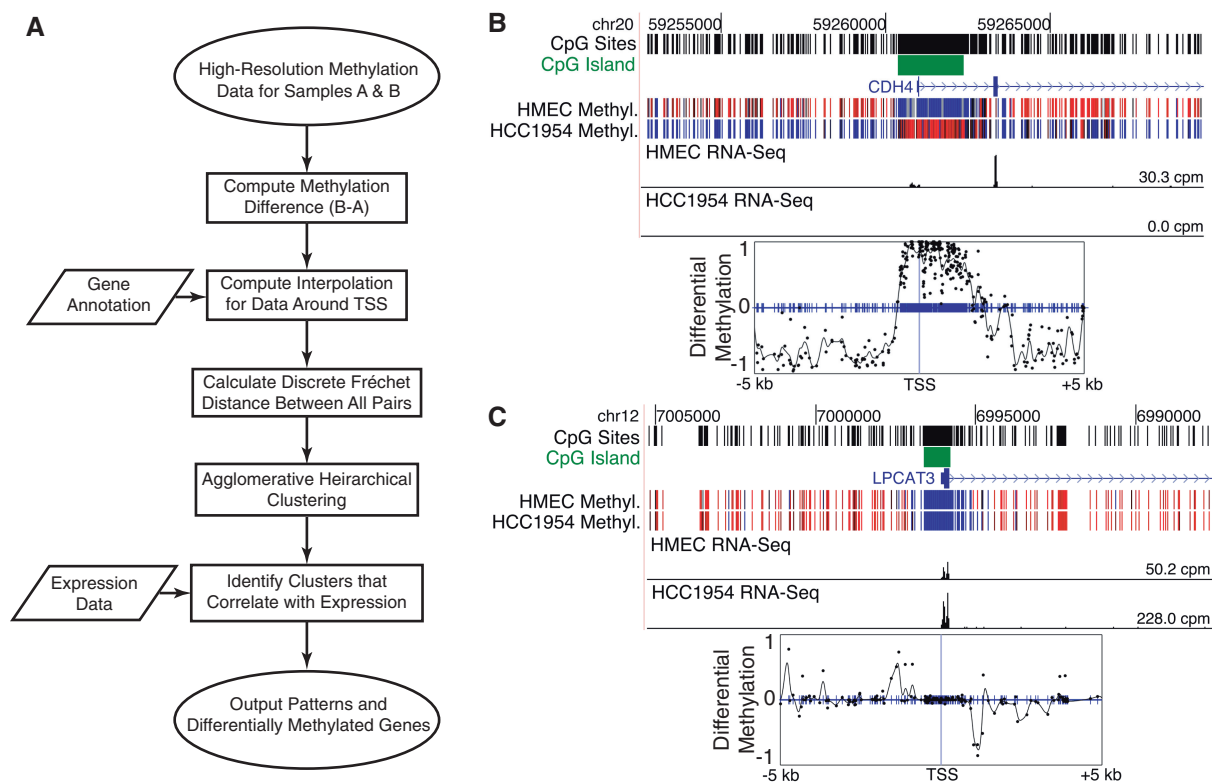 A
High-Resolution Methylation
Data for Samples A & B
Compute Methylation
Difference (B-A)
Gene
Annotation
Compute Interpolation
for Data Around TSS
Calculate Discrete Fréchet
Distance Between All Pairs
Agglomerative Heirarchical
Clustering
Expression
Data
Identify Clusters that
Correlate with Expression
Output Patterns and
Differentially Methylated Genes
B
chr20 59255000 59260000 59265000
CpG Sites
CpG Island
CDH4
HMEC Methyl.
HCC1954 Methyl.
HMEC RNA-Seq
30.3 cpm
HCC1954 RNA-Seq
0.0 cpm
Differential
Methylation
1
0
-1
-5 kb TSS +5 kb
C
chr12 7005000 7000000 6995000 6990000
CpG Sites
CpG Island
LPCAT3
HMEC Methyl.
HCC1954 Methyl.
HMEC RNA-Seq
50.2 cpm
HCC1954 RNA-Seq
228.0 cpm
Differential
Methylation
1
0
-1
-5 kb TSS +5 kb